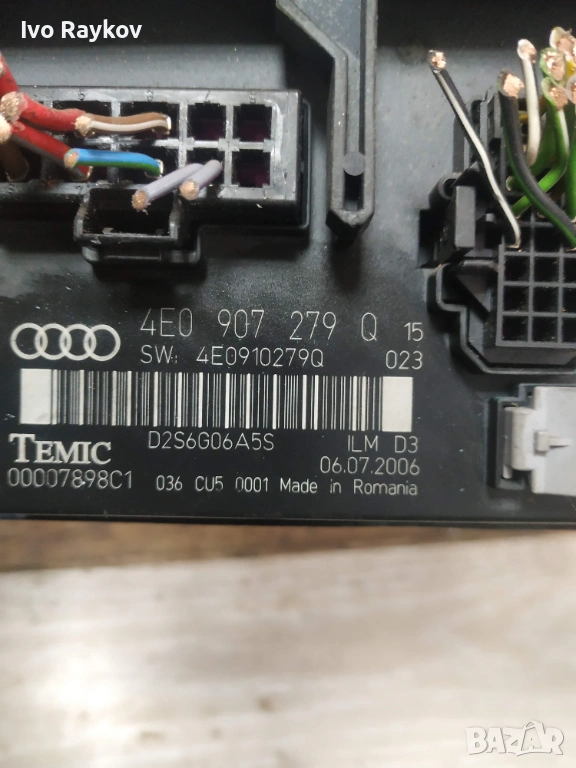 Ivo Raykov
4E0 907 279 Q 15
SW: 4E0910279Q 023
D2S6G06A5S ILM D3
TEMIC 06.07.2006
00007898C1 036 CU5 0001 Made in Romania
BAZAR